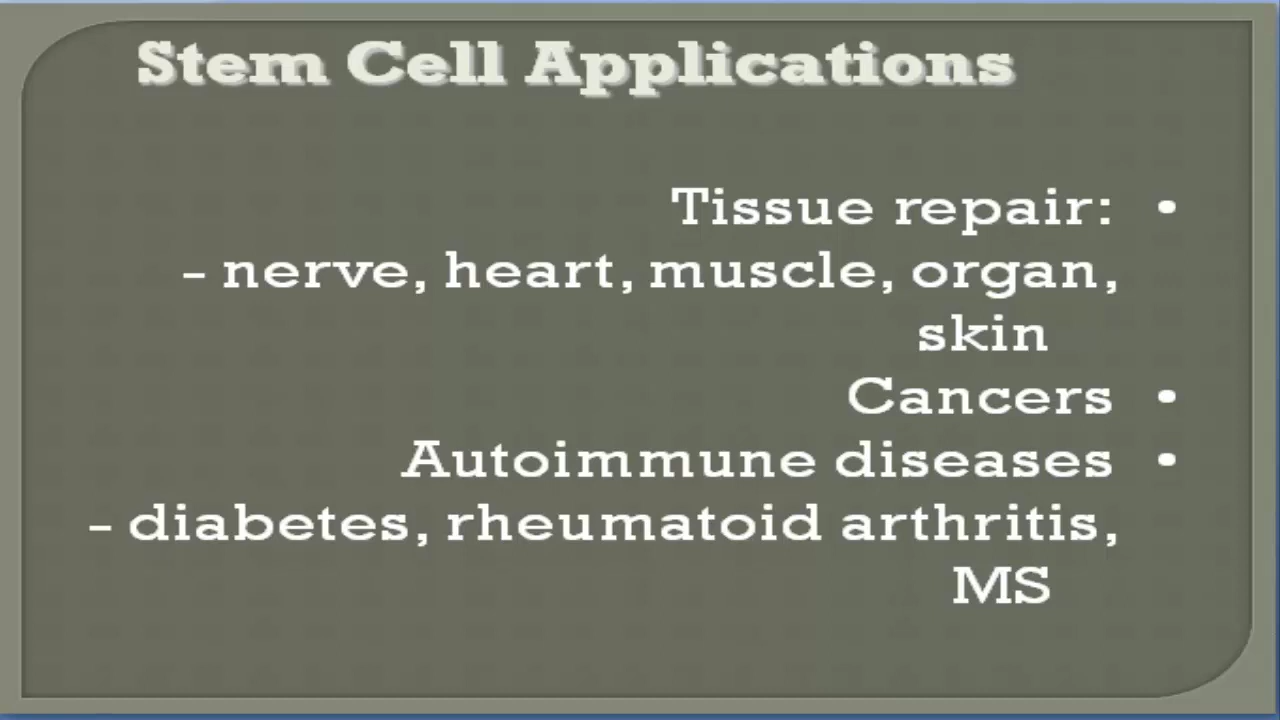 Stem Cell Applications
• Tissue repair:
– nerve, heart, muscle, organ,
skin
• Cancers
• Autoimmune diseases
– diabetes, rheumatoid arthritis,
MS